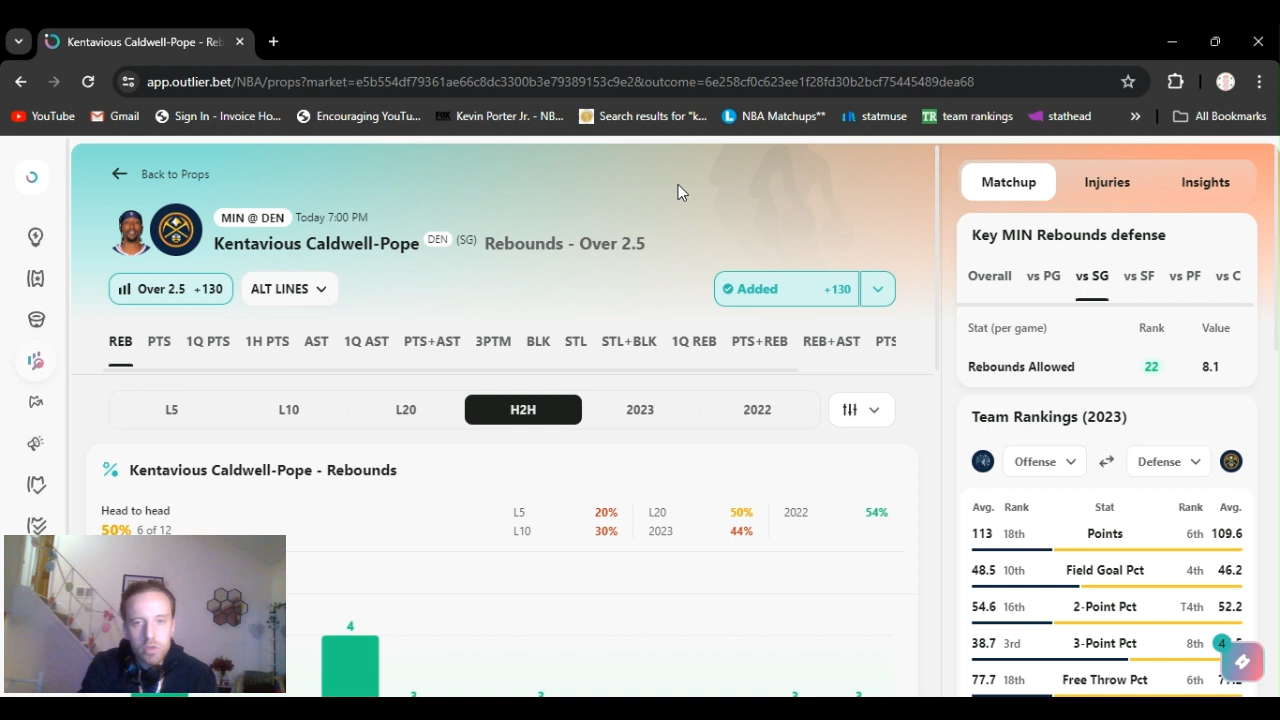 Kentavious Caldwell-Pope - Reb
app.outlier.bet/NBA/props?market=e5b554df79361ae66c8dc3300b3e79389153c9e2&outcome=6e258cf0c623ee1f28fd30b2bcf75445489dea68
YouTube Gmail Sign In - Invoice Ho... Encouraging YouTu... Kevin Porter Jr. - NB... Search results for "k... NBA Matchups** statmuse TR team rankings stathead » All Bookmarks
Back to Props
MIN @ DEN Today 7:00 PM
Kentavious Caldwell-Pope DEN (SG) Rebounds - Over 2.5
Over 2.5 +130 ALT LINES Added +130
REB PTS 1Q PTS 1H PTS AST 1Q AST PTS+AST 3PTM BLK STL STL+BLK 1Q REB PTS+REB REB+AST PTS
L5 L10 L20 H2H 2023 2022
Kentavious Caldwell-Pope - Rebounds
Head to head
50% 6 of 12
L5 20% L20 50% 2022 54%
L10 30% 2023 44%
4
3 3 3 3
Matchup Injuries Insights
Key MIN Rebounds defense
Overall vs PG vs SG vs SF vs PF vs C
Stat (per game) Rank Value
Rebounds Allowed 22 8.1
Team Rankings (2023)
Offense Defense
Avg. Rank Stat Rank Avg.
113 18th Points 6th 109.6
48.5 10th Field Goal Pct 4th 46.2
54.6 16th 2-Point Pct T4th 52.2
38.7 3rd 3-Point Pct 8th
4
77.7 18th Free Throw Pct 6th